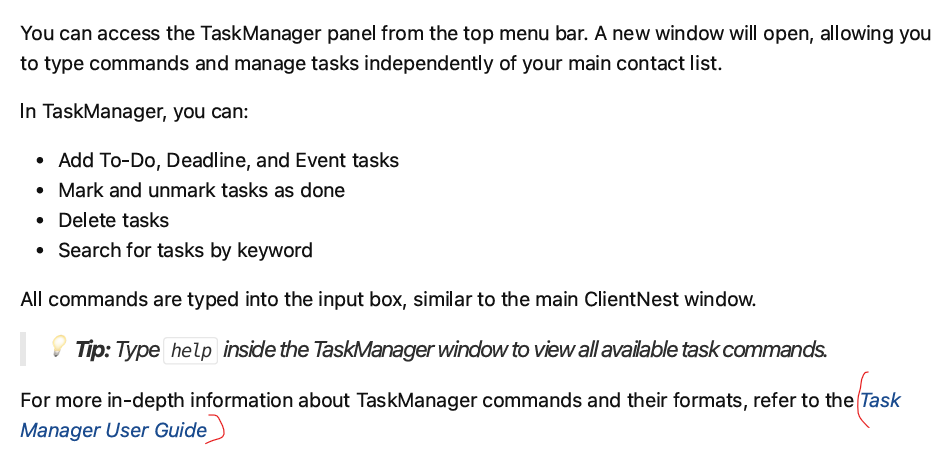 You can access the TaskManager panel from the top menu bar. A new window will open, allowing you
to type commands and manage tasks independently of your main contact list.
In TaskManager, you can:
• Add To-Do, Deadline, and Event tasks
• Mark and unmark tasks as done
• Delete tasks
• Search for tasks by keyword
All commands are typed into the input box, similar to the main ClientNest window.
💡 Tip: Type help inside the TaskManager window to view all available task commands.
For more in-depth information about TaskManager commands and their formats, refer to the Task
Manager User Guide